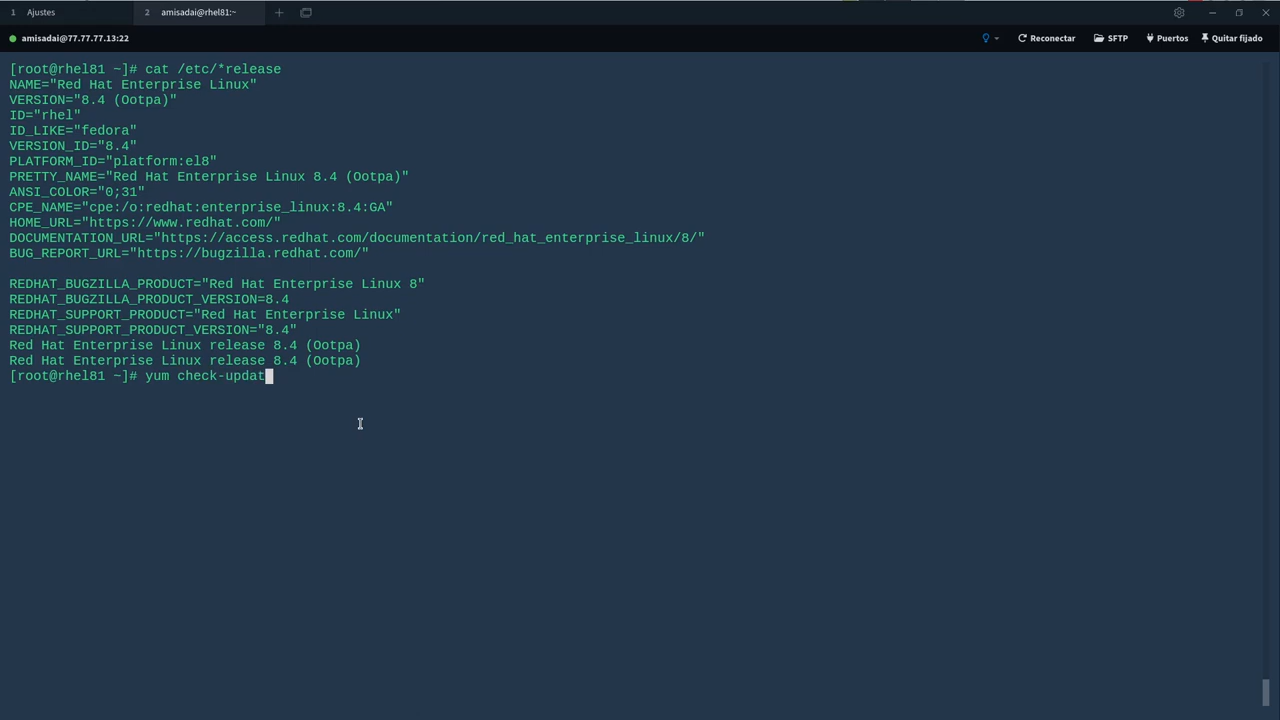 1 Ajustes
2 amisadai@rhel81:~
amisadai@77.77.77.13:22
Reconectar
SFTP
Puertos
Quitar fijado
[root@rhel81 ~]# cat /etc/*release
NAME="Red Hat Enterprise Linux"
VERSION="8.4 (Ootpa)"
ID="rhel"
ID_LIKE="fedora"
VERSION_ID="8.4"
PLATFORM_ID="platform:el8"
PRETTY_NAME="Red Hat Enterprise Linux 8.4 (Ootpa)"
ANSI_COLOR="0;31"
CPE_NAME="cpe:/o:redhat:enterprise_linux:8.4:GA"
HOME_URL="https://www.redhat.com/"
DOCUMENTATION_URL="https://access.redhat.com/documentation/red_hat_enterprise_linux/8/"
BUG_REPORT_URL="https://bugzilla.redhat.com/"
REDHAT_BUGZILLA_PRODUCT="Red Hat Enterprise Linux 8"
REDHAT_BUGZILLA_PRODUCT_VERSION=8.4
REDHAT_SUPPORT_PRODUCT="Red Hat Enterprise Linux"
REDHAT_SUPPORT_PRODUCT_VERSION="8.4"
Red Hat Enterprise Linux release 8.4 (Ootpa)
Red Hat Enterprise Linux release 8.4 (Ootpa)
[root@rhel81 ~]# yum check-updat